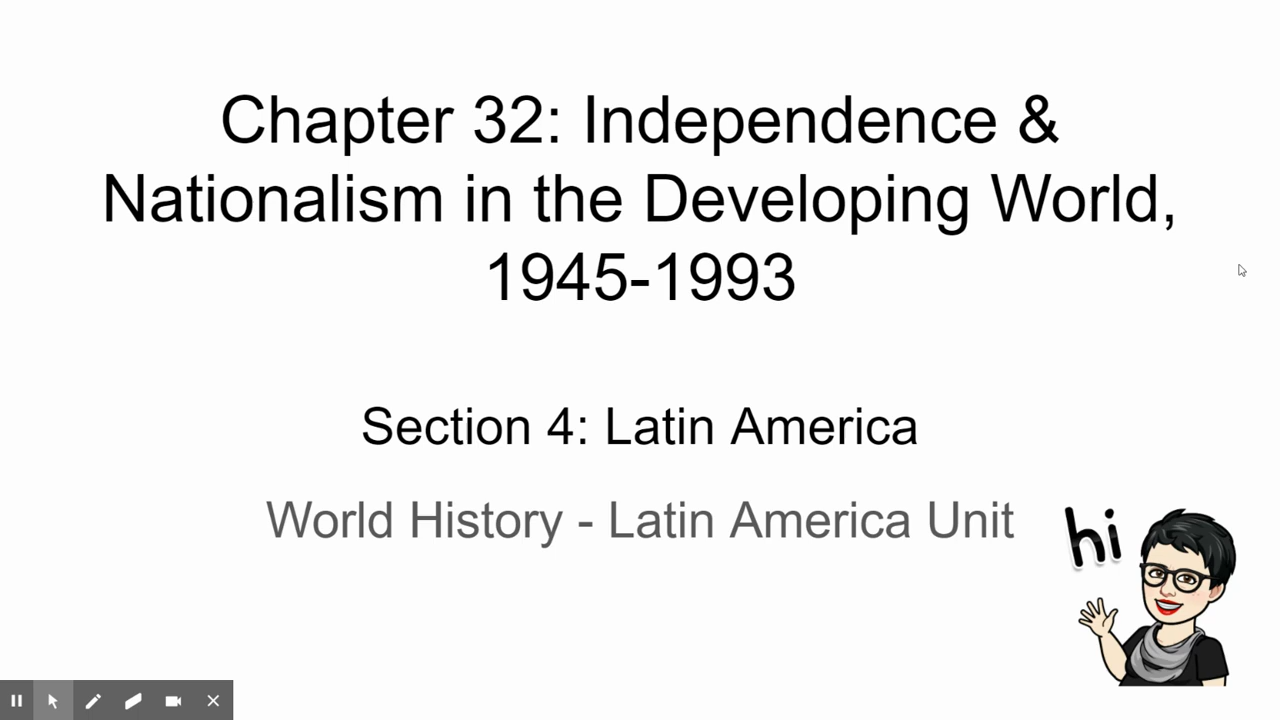 Chapter 32: Independence &
Nationalism in the Developing World,
1945-1993
Section 4: Latin America
World History - Latin America Unit
hi